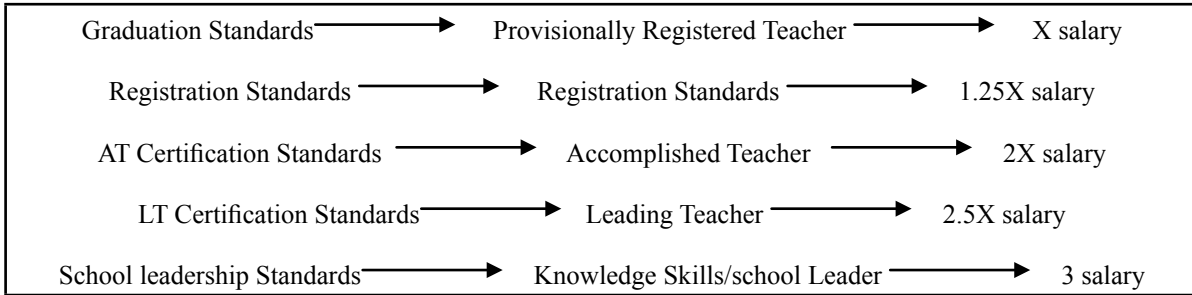 Graduation Standards Provisionally Registered Teacher X salary
Registration Standards Registration Standards 1.25X salary
AT Certification Standards Accomplished Teacher 2X salary
LT Certification Standards Leading Teacher 2.5X salary
School leadership Standards Knowledge Skills/school Leader 3 salary